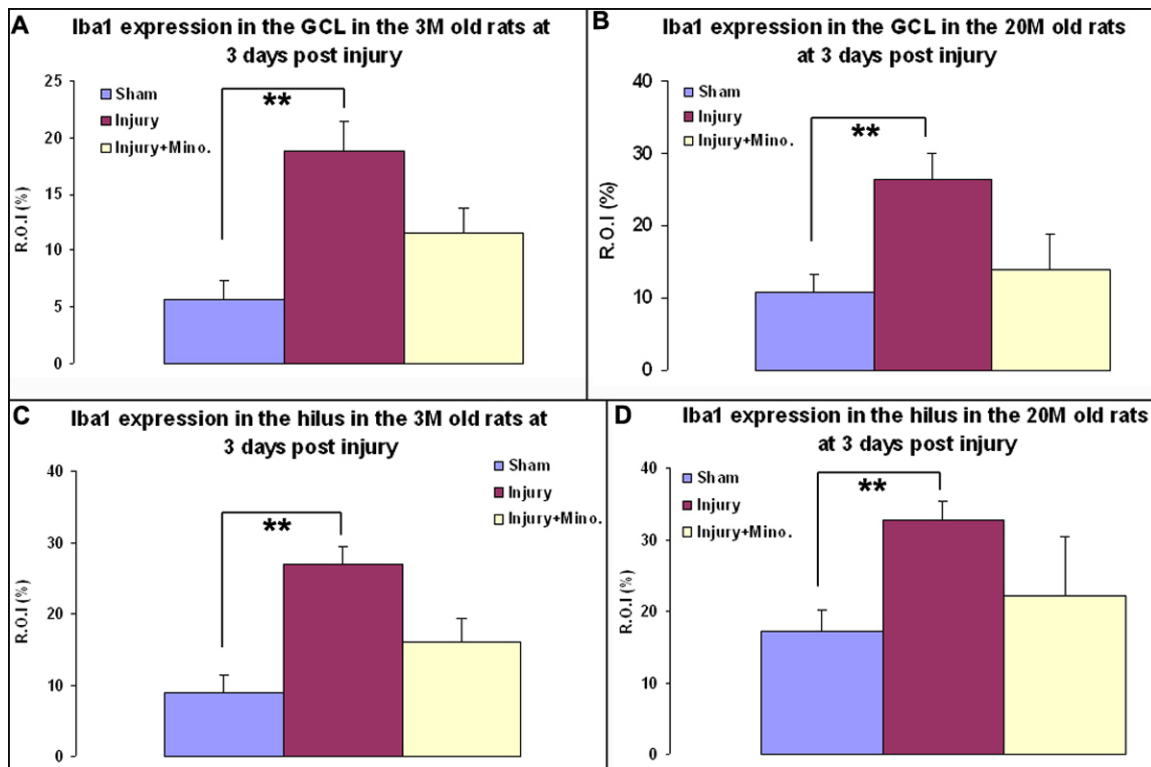 A
Iba1 expression in the GCL in the 3M old rats at
3 days post injury
25
20
15
10
5
0
R.O.I (%)
Sham
Injury
Injury+Mino.
**
B
Iba1 expression in the GCL in the 20M old rats
at 3 days post injury
40
30
20
10
0
R.O.I (%)
Sham
Injury
Injury+Mino.
**
C
Iba1 expression in the hilus in the 3M old rats at
3 days post injury
40
30
20
10
0
R.O.I (%)
Sham
Injury
Injury+Mino.
**
D
Iba1 expression in the hilus in the 20M old rats
at 3 days post injury
40
30
20
10
0
R.O.I (%)
Sham
Injury
Injury+Mino.
**